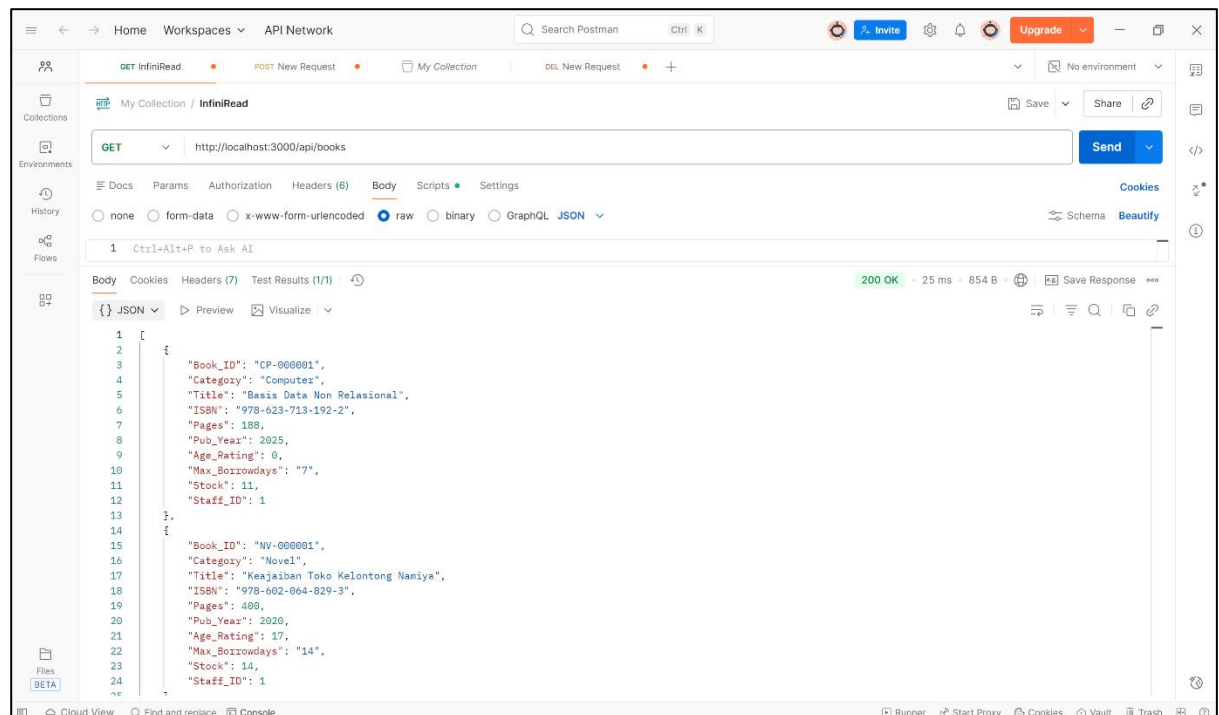 Home Workspaces API Network Search Postman Ctrl K Invite Upgrade
GET InfiniRead POST New Request My Collection DEL New Request + No environment
HTTP My Collection / InfiniRead Save Share
Collections
GET http://localhost:3000/api/books Send
Environments
Docs Params Authorization Headers (6) Body Scripts Settings Cookies
History
none form-data x-www-form-urlencoded raw binary GraphQL JSON Schema Beautify
Flows
1 Ctrl+Alt+P to Ask AI
Body Cookies Headers (7) Test Results (1/1) 200 OK 25 ms 854 B Save Response
{} JSON Preview Visualize
1 [
2 {
3 "Book_ID": "CP-000001",
4 "Category": "Computer",
5 "Title": "Basis Data Non Relasional",
6 "ISBN": "978-623-713-192-2",
7 "Pages": 188,
8 "Pub_Year": 2025,
9 "Age_Rating": 0,
10 "Max_Borrowdays": "7",
11 "Stock": 11,
12 "Staff_ID": 1
13 },
14 {
15 "Book_ID": "NV-000001",
16 "Category": "Novel",
17 "Title": "Keajaiban Toko Kelontong Namiya",
18 "ISBN": "978-602-064-829-3",
19 "Pages": 400,
20 "Pub_Year": 2020,
21 "Age_Rating": 17,
22 "Max_Borrowdays": "14",
23 "Stock": 14,
24 "Staff_ID": 1
Files
BETA
Cloud View Find and replace Console Runner Start Proxy Cookies Vault Trash